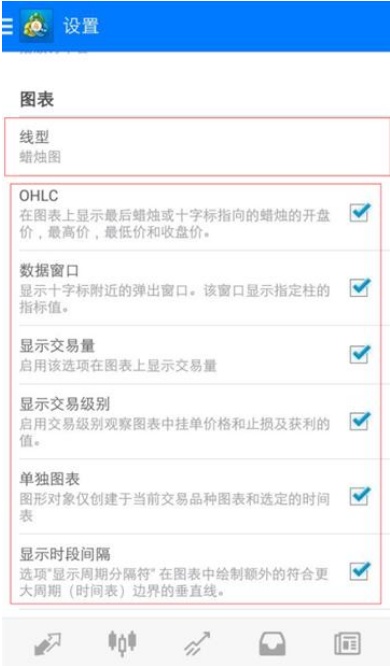 设置
图表
线型
蜡烛图
OHLC
在图表上显示最后蜡烛或十字标指向的蜡烛的开盘
价，最高价，最低价和收盘价。
数据窗口
显示十字标附近的弹出窗口。该窗口显示指定柱的
指标值。
显示交易量
启用该选项在图表上显示交易量
显示交易级别
启用交易级别观察图表中挂单价格和止损及获利的
值。
单独图表
图形对象仅创建于当前交易品种图表和选定的时间
表
显示时段间隔
选项"显示周期分隔符" 在图表中绘制额外的符合更
大周期（时间表）边界的垂直线。